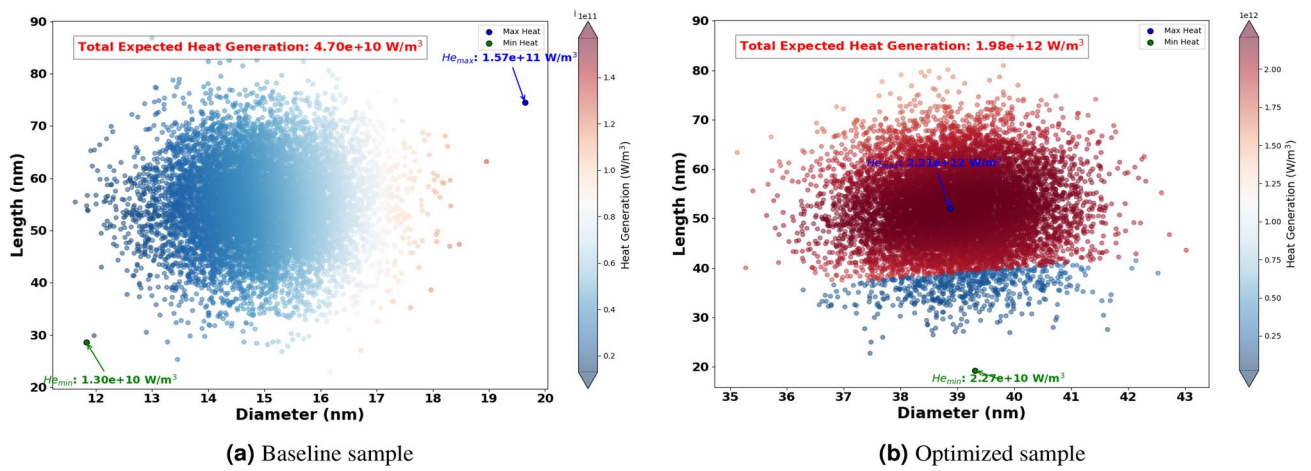 90
80
70
60
50
40
30
20
Length (nm)
12 13 14 15 16 17 18 19 20
Diameter (nm)
Total Expected Heat Generation: 4.70e+10 W/m³
Max Heat
Min Heat
Heₘₐₓ: 1.57e+11 W/m³
Heₘᵢₙ: 1.30e+10 W/m³
1e11
1.4
1.2
1.0
0.8
0.6
0.4
0.2
Heat Generation (W/m³)
(a) Baseline sample
90
80
70
60
50
40
30
20
Length (nm)
35 36 37 38 39 40 41 42 43
Diameter (nm)
Total Expected Heat Generation: 1.98e+12 W/m³
Max Heat
Min Heat
Heₘₐₓ: 2.21e+12 W/m³
Heₘᵢₙ: 2.27e+10 W/m³
1e12
2.00
1.75
1.50
1.25
1.00
0.75
0.50
0.25
Heat Generation (W/m³)
(b) Optimized sample